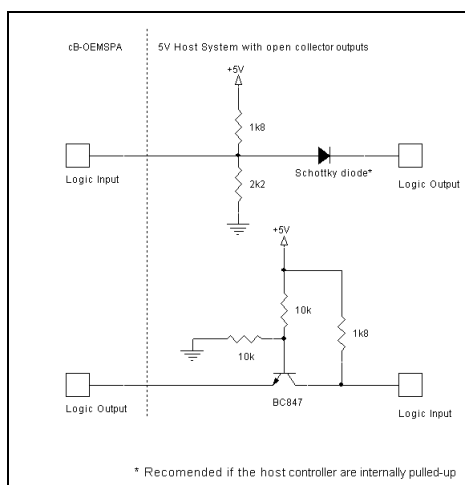 cB-OEMSPA
5V Host System with open collector outputs
+5V
1k8
Logic Input
Schottky diode*
Logic Output
2k2
+5V
10k
1k8
10k
Logic Output
BC847
Logic Input
* Recomended if the host controller are internally pulled-up